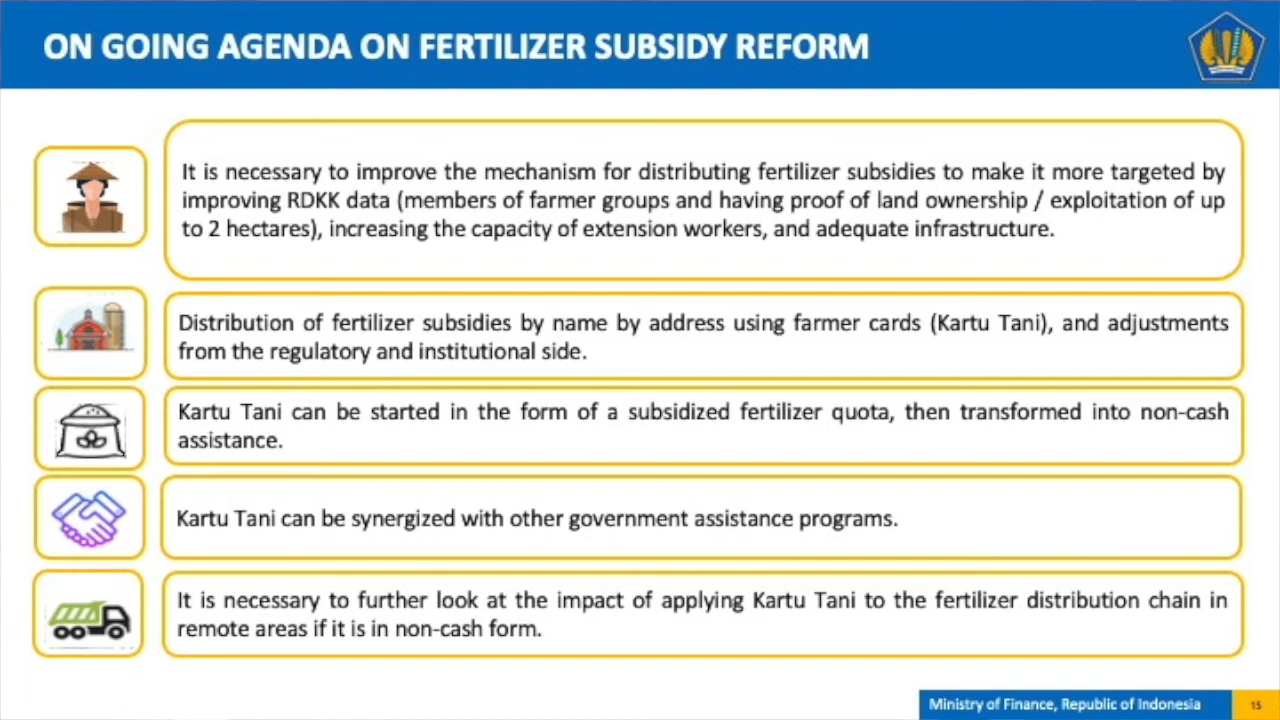 ON GOING AGENDA ON FERTILIZER SUBSIDY REFORM
It is necessary to improve the mechanism for distributing fertilizer subsidies to make it more targeted by
improving RDKK data (members of farmer groups and having proof of land ownership / exploitation of up
to 2 hectares), increasing the capacity of extension workers, and adequate infrastructure.
Distribution of fertilizer subsidies by name by address using farmer cards (Kartu Tani), and adjustments
from the regulatory and institutional side.
Kartu Tani can be started in the form of a subsidized fertilizer quota, then transformed into non-cash
assistance.
Kartu Tani can be synergized with other government assistance programs.
It is necessary to further look at the impact of applying Kartu Tani to the fertilizer distribution chain in
remote areas if it is in non-cash form.
Ministry of Finance, Republic of Indonesia
15